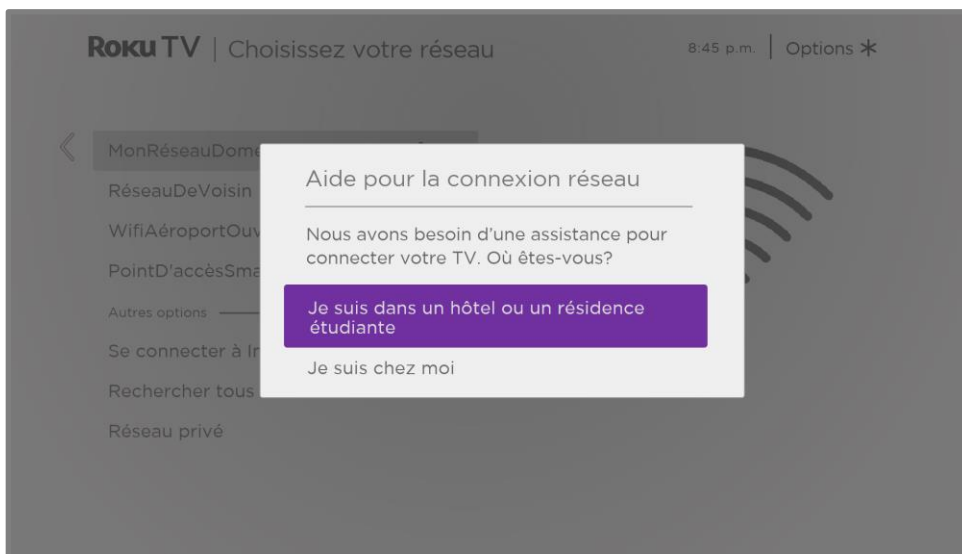 Roku TV | Choisissez votre réseau
8:45 p.m. | Options *
MonRéseauDome
RéseauDeVoisin
WifiAéroportOuv
PointD'accèsSma
Autres options
Se connecter à
Rechercher tous
Réseau privé
Aide pour la connexion réseau
Nous avons besoin d'une assistance pour
connecter votre TV. Où êtes-vous?
Je suis dans un hôtel ou un résidence
étudiante
Je suis chez moi